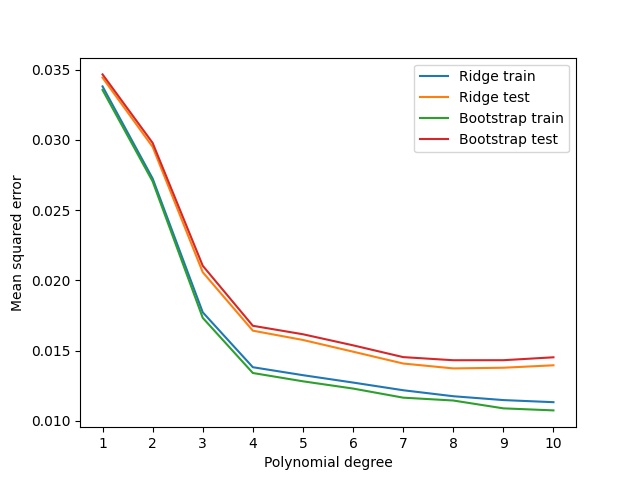 0.035
0.030
0.025
0.020
0.015
0.010
Mean squared error
Ridge train
Ridge test
Bootstrap train
Bootstrap test
1 2 3 4 5 6 7 8 9 10
Polynomial degree